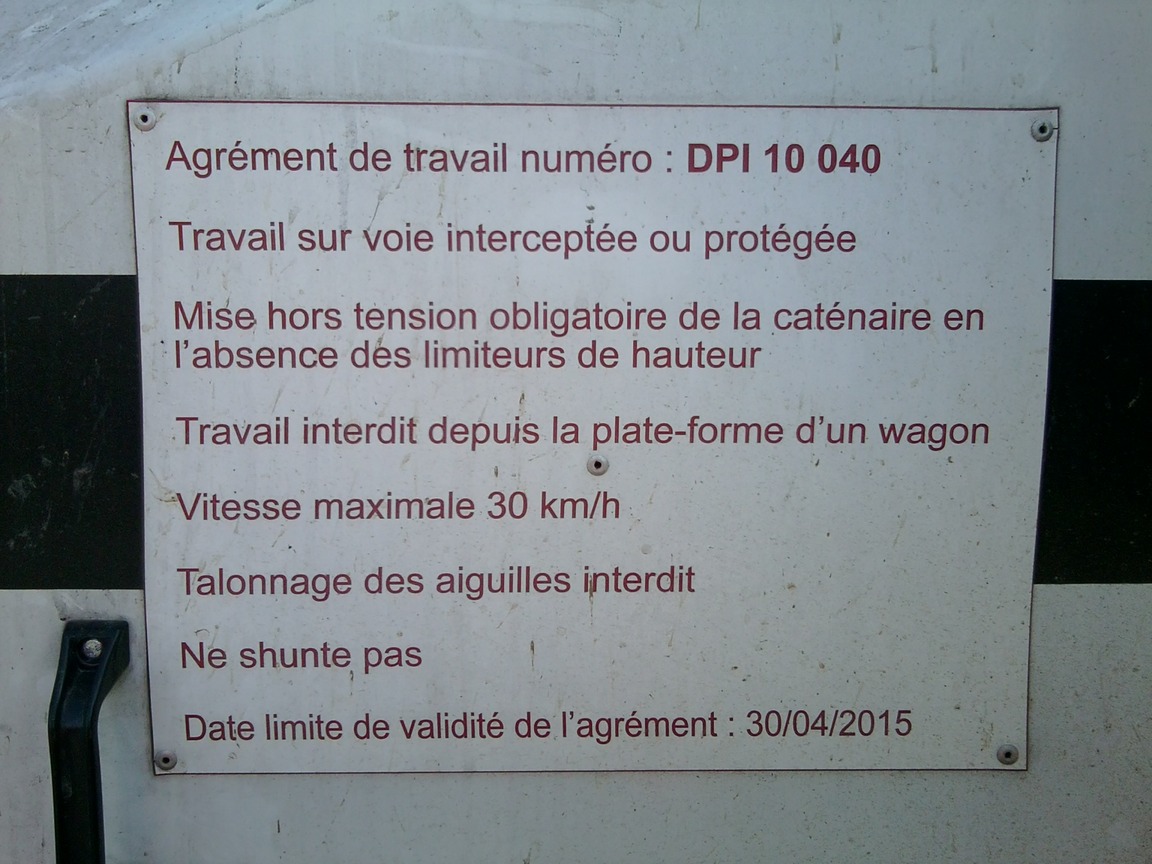 Agrément de travail numéro : DPI 10 040
Travail sur voie interceptée ou protégée
Mise hors tension obligatoire de la caténaire en
l'absence des limiteurs de hauteur
Travail interdit depuis la plate-forme d'un wagon
Vitesse maximale 30 km/h
Talonnage des aiguilles interdit
Ne shunte pas
Date limite de validité de l'agrément : 30/04/2015